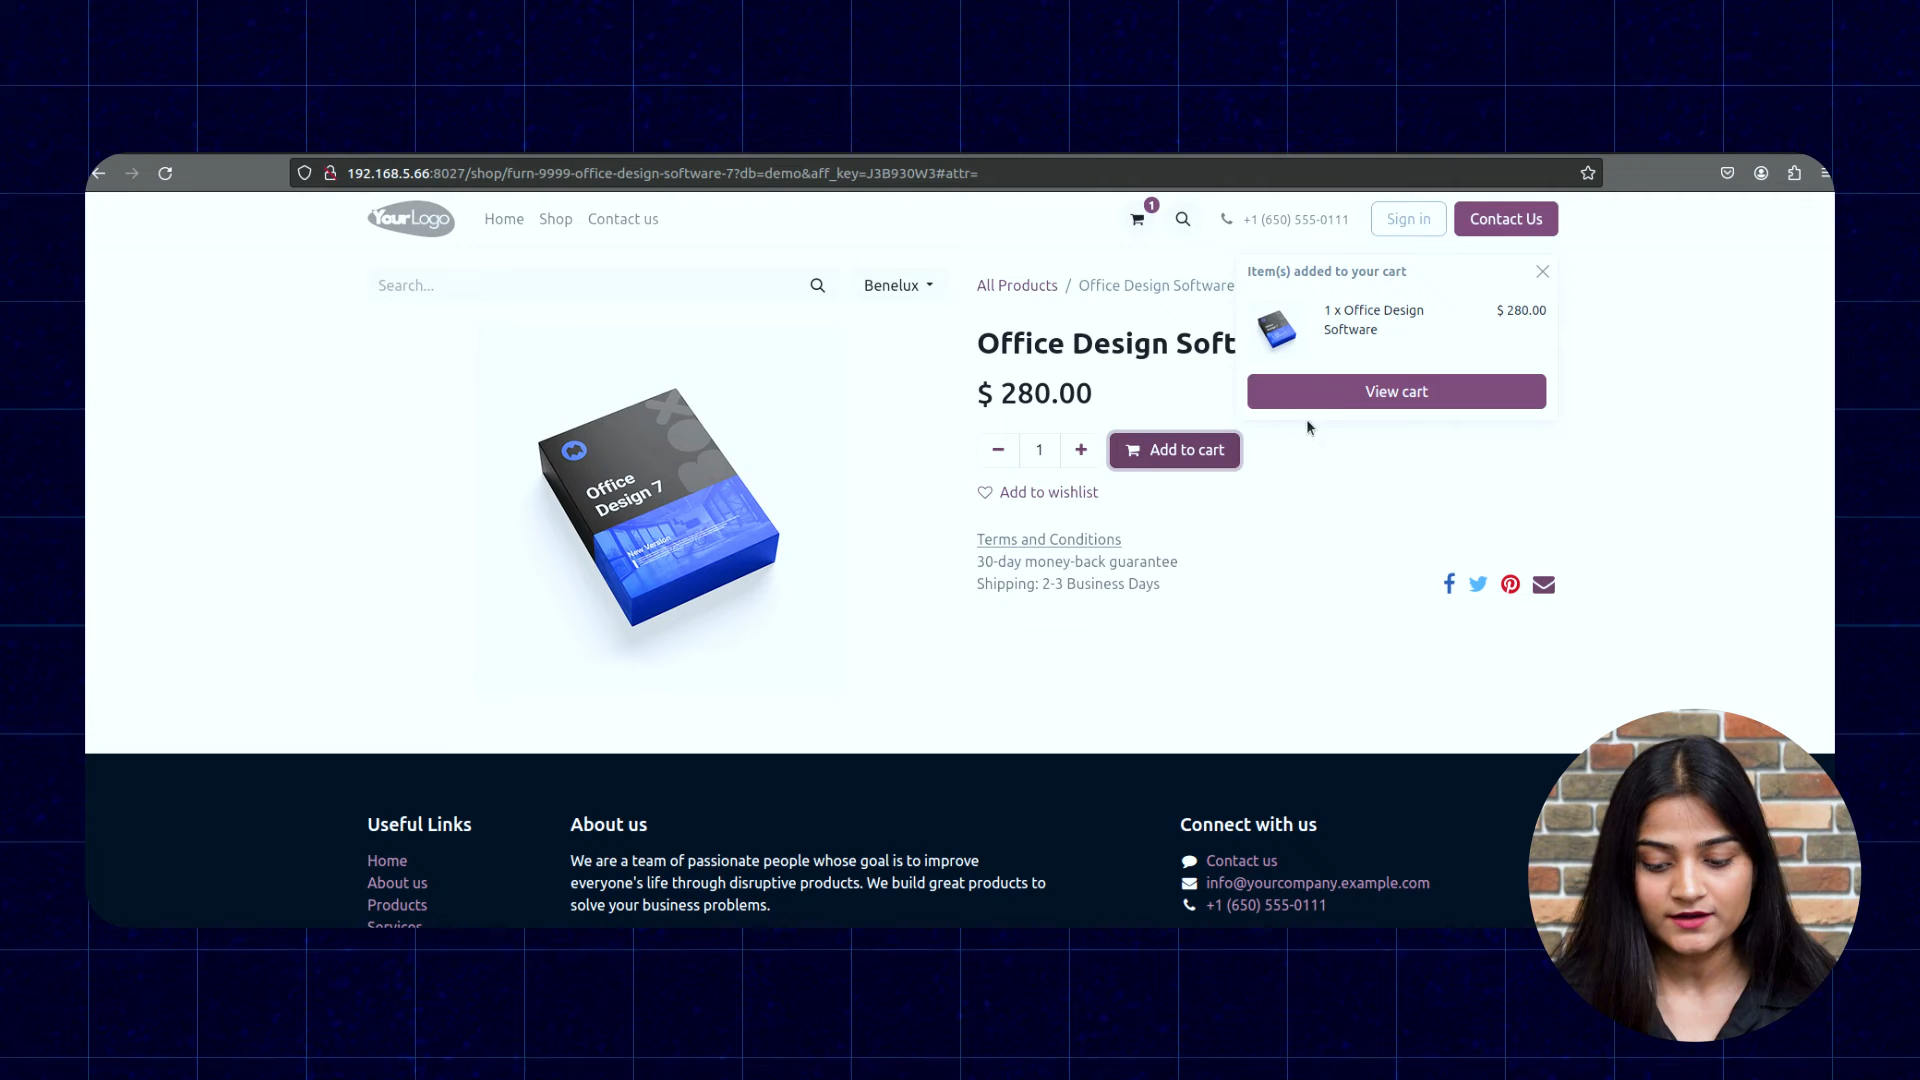 192.168.5.66:8027/shop/furn-9999-office-design-software-7?db=demo&aff_key=J3B930W3#attr=
YourLogo
Home
Shop
Contact us
1
+1 (650) 555-0111
Sign in
Contact Us
Search...
Benelux
All Products / Office Design Software
Item(s) added to your cart
1 x Office Design
Software
$ 280.00
View cart
Office Design Soft
$ 280.00
1
Add to cart
Add to wishlist
Terms and Conditions
30-day money-back guarantee
Shipping: 2-3 Business Days
BOX
Office
Design 7
New Version
Useful Links
Home
About us
Products
Services
About us
We are a team of passionate people whose goal is to improve
everyone's life through disruptive products. We build great products to
solve your business problems.
Connect with us
Contact us
info@yourcompany.example.com
+1 (650) 555-0111